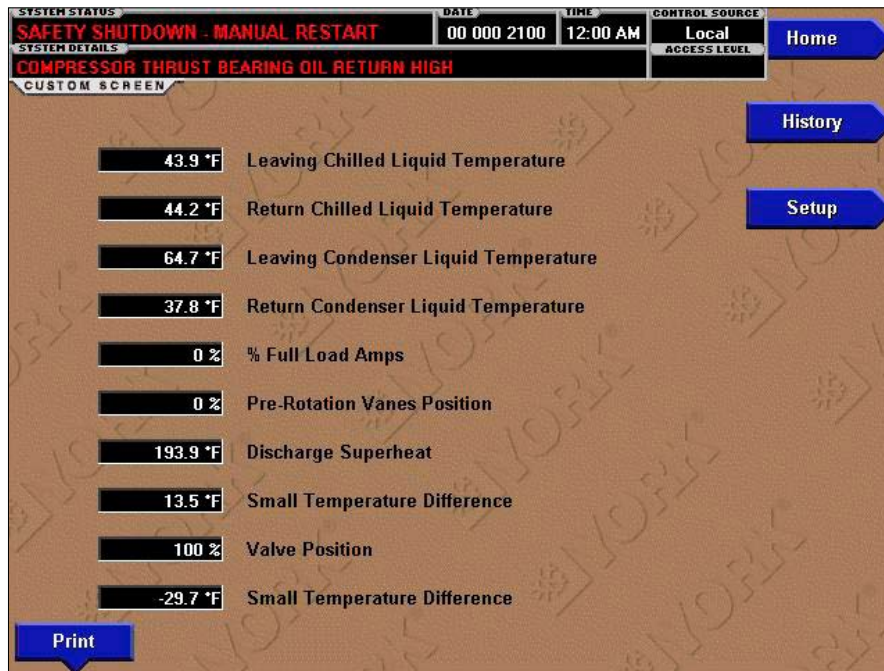 SYSTEM STATUS
SAFETY SHUTDOWN - MANUAL RESTART
DATE
00 000 2100
TIME
12:00 AM
CONTROL SOURCE
Local
ACCESS LEVEL
SYSTEM DETAILS
COMPRESSOR THRUST BEARING OIL RETURN HIGH
CUSTOM SCREEN
Home
History
Setup
43.9 °F Leaving Chilled Liquid Temperature
44.2 °F Return Chilled Liquid Temperature
64.7 °F Leaving Condenser Liquid Temperature
37.8 °F Return Condenser Liquid Temperature
0 % % Full Load Amps
0 % Pre-Rotation Vanes Position
193.9 °F Discharge Superheat
13.5 °F Small Temperature Difference
100 % Valve Position
-29.7 °F Small Temperature Difference
Print
YORK